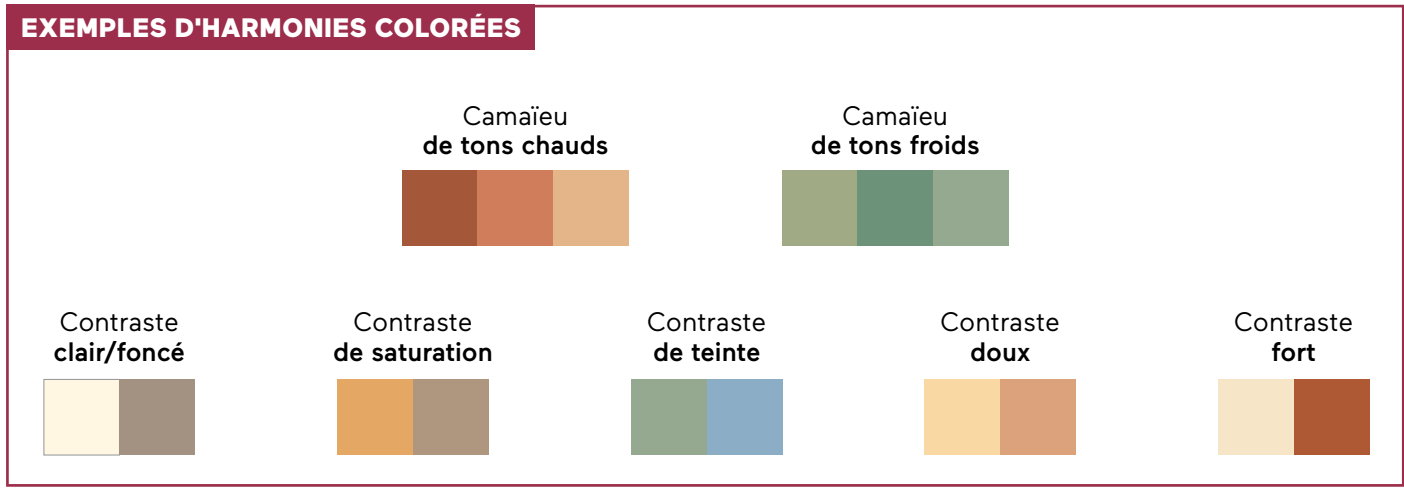 EXEMPLES D'HARMONIES COLORÉES
Camaïeu
de tons chauds
Camaïeu
de tons froids
Contraste
clair/foncé
Contraste
de saturation
Contraste
de teinte
Contraste
doux
Contraste
fort